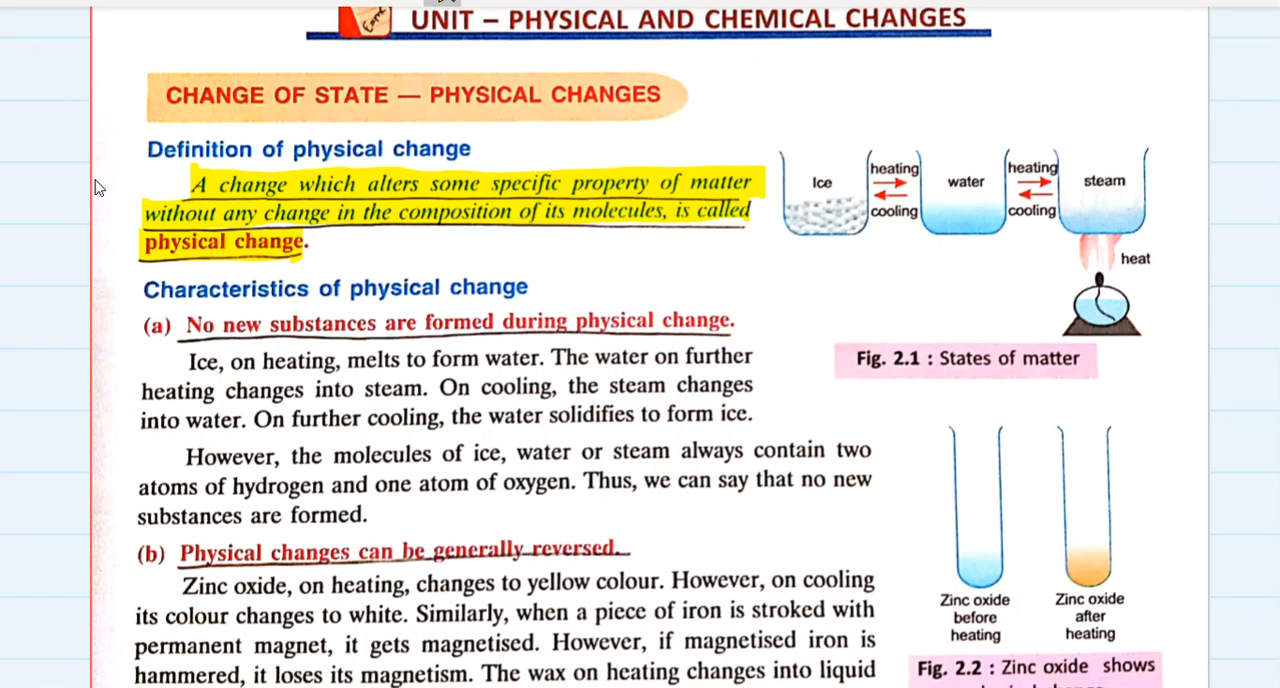 Come
UNIT – PHYSICAL AND CHEMICAL CHANGES
CHANGE OF STATE — PHYSICAL CHANGES
Definition of physical change
A change which alters some specific property of matter
without any change in the composition of its molecules, is called
physical change.
Characteristics of physical change
(a) No new substances are formed during physical change.
Ice, on heating, melts to form water. The water on further
heating changes into steam. On cooling, the steam changes
into water. On further cooling, the water solidifies to form ice.
However, the molecules of ice, water or steam always contain two
atoms of hydrogen and one atom of oxygen. Thus, we can say that no new
substances are formed.
(b) Physical changes can be generally reversed.
Zinc oxide, on heating, changes to yellow colour. However, on cooling
its colour changes to white. Similarly, when a piece of iron is stroked with
permanent magnet, it gets magnetised. However, if magnetised iron is
hammered, it loses its magnetism. The wax on heating changes into liquid
Ice
heating
cooling
water
heating
cooling
steam
heat
Fig. 2.1 : States of matter
Zinc oxide
before
heating
Zinc oxide
after
heating
Fig. 2.2 : Zinc oxide shows